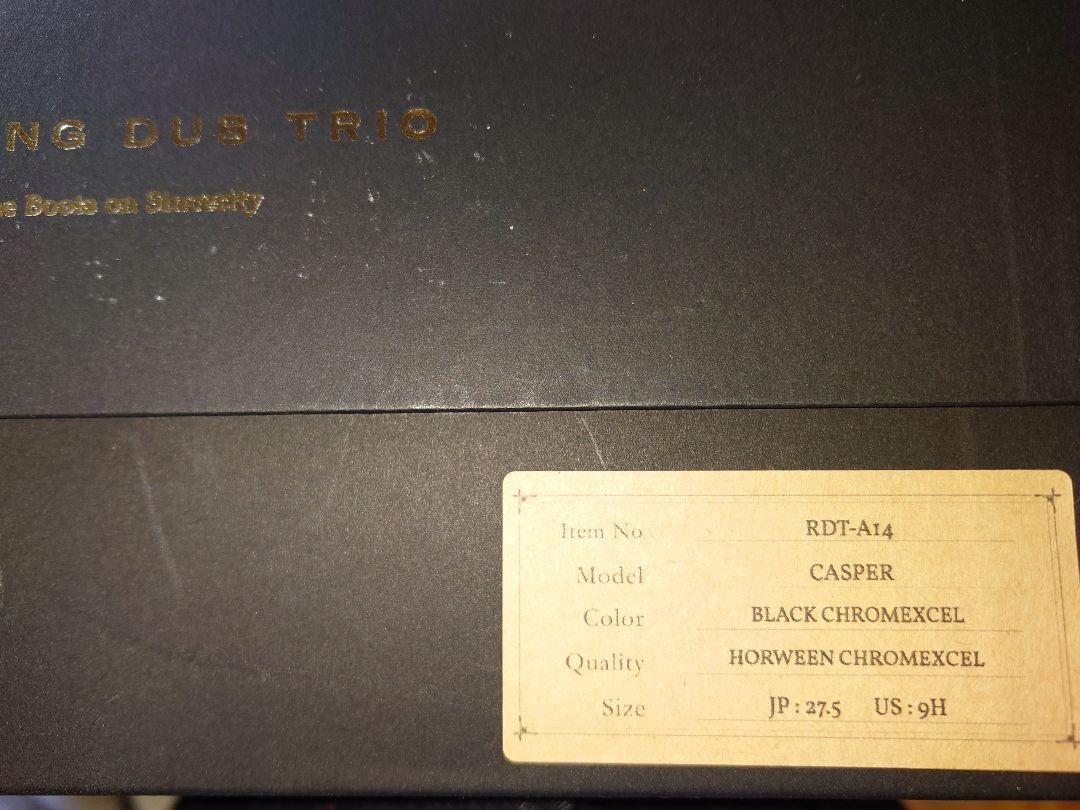 NG DUB TRIO
e Boots on Sincerity
Item No RDT-A14
Model CASPER
Color BLACK CHROMEXCEL
Quality HORWEEN CHROMEXCEL
Size JP : 27.5 US : 9H